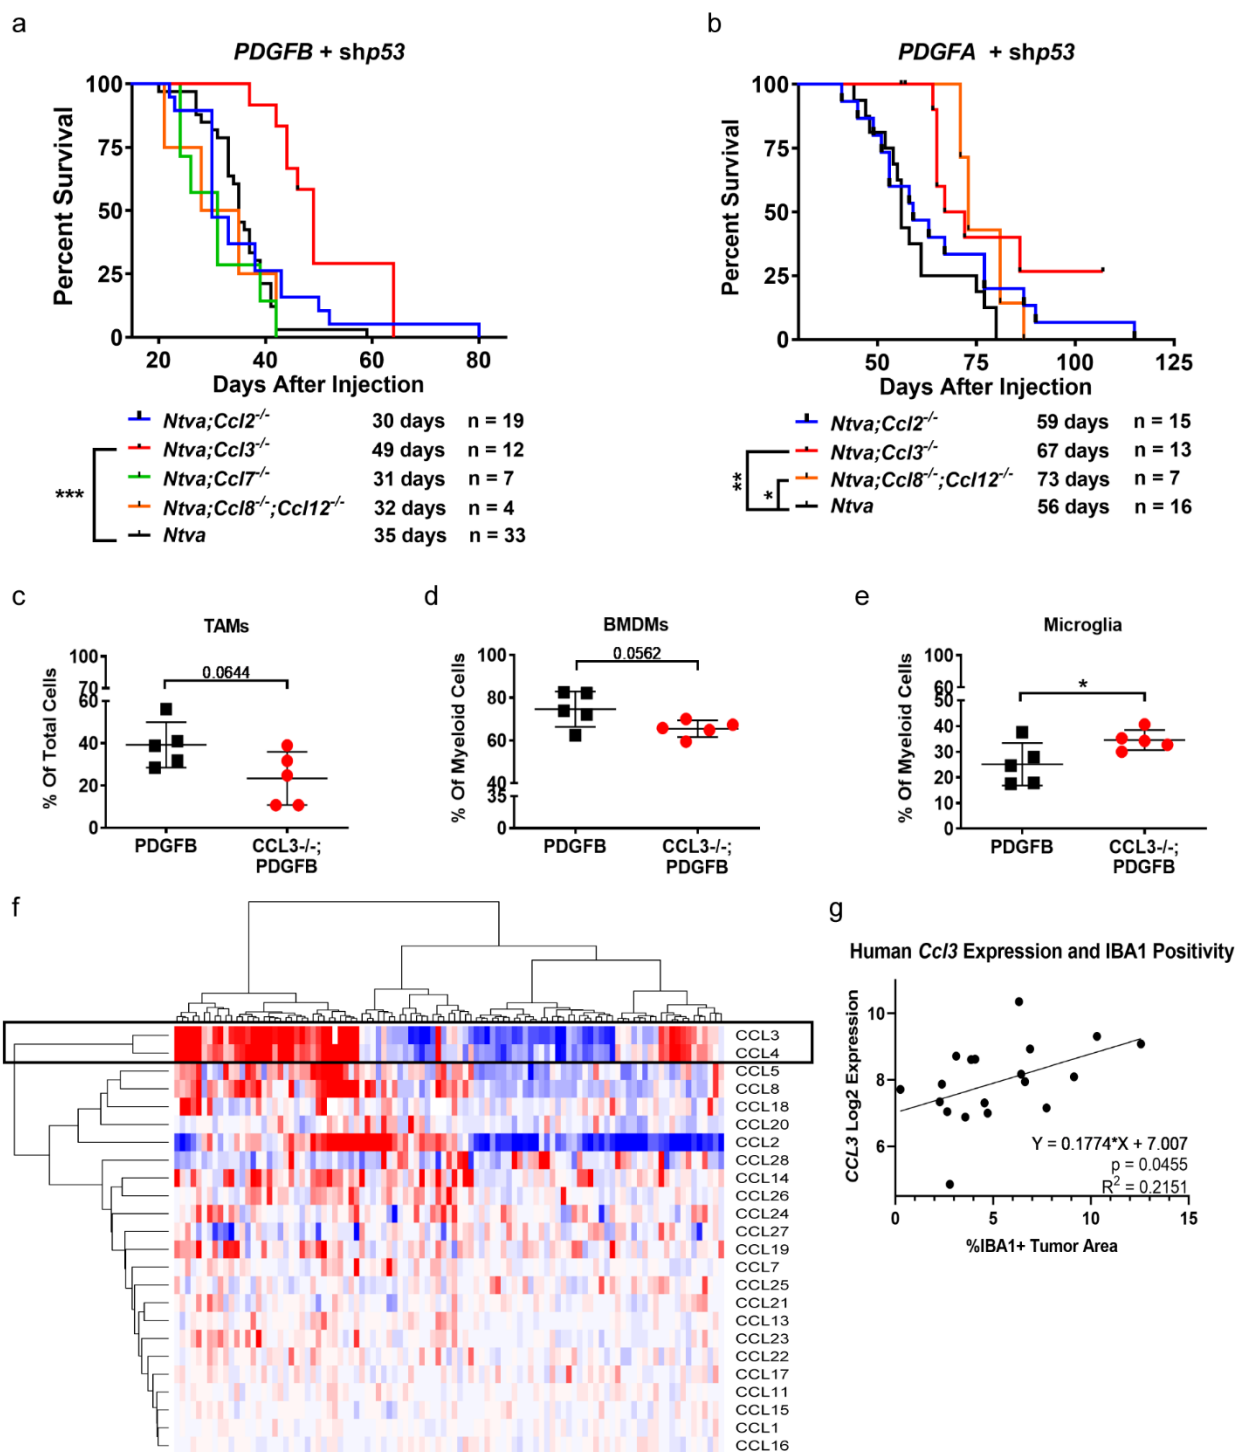 a
PDGFB + shp53
Percent Survival
100
75
50
25
0
20 40 60 80
Days After Injection
Ntva;Ccl2-/- 30 days n = 19
Ntva;Ccl3-/- 49 days n = 12
Ntva;Ccl7-/- 31 days n = 7
Ntva;Ccl8-/-;Ccl12-/- 32 days n = 4
Ntva 35 days n = 33
***
b
PDGFA + shp53
Percent Survival
100
75
50
25
0
50 75 100 125
Days After Injection
Ntva;Ccl2-/- 59 days n = 15
Ntva;Ccl3-/- 67 days n = 13
Ntva;Ccl8-/-;Ccl12-/- 73 days n = 7
Ntva 56 days n = 16
**
*
c
TAMs
% Of Total Cells
100
70
60
40
20
0
0.0644
PDGFB CCL3-/-;
PDGFB
d
BMDMs
% Of Myeloid Cells
100
80
60
40
35
0
0.0562
PDGFB CCL3-/-;
PDGFB
e
Microglia
% Of Myeloid Cells
100
60
50
40
30
20
10
0
*
PDGFB CCL3-/-;
PDGFB
f
CCL3
CCL4
CCL5
CCL8
CCL18
CCL20
CCL2
CCL28
CCL14
CCL26
CCL24
CCL27
CCL19
CCL7
CCL25
CCL21
CCL13
CCL23
CCL22
CCL17
CCL11
CCL15
CCL1
CCL16
g
Human Ccl3 Expression and IBA1 Positivity
CCL3 Log2 Expression
10
8
6
Y = 0.1774*X + 7.007
p = 0.0455
R2 = 0.2151
0 5 10 15
%IBA1+ Tumor Area